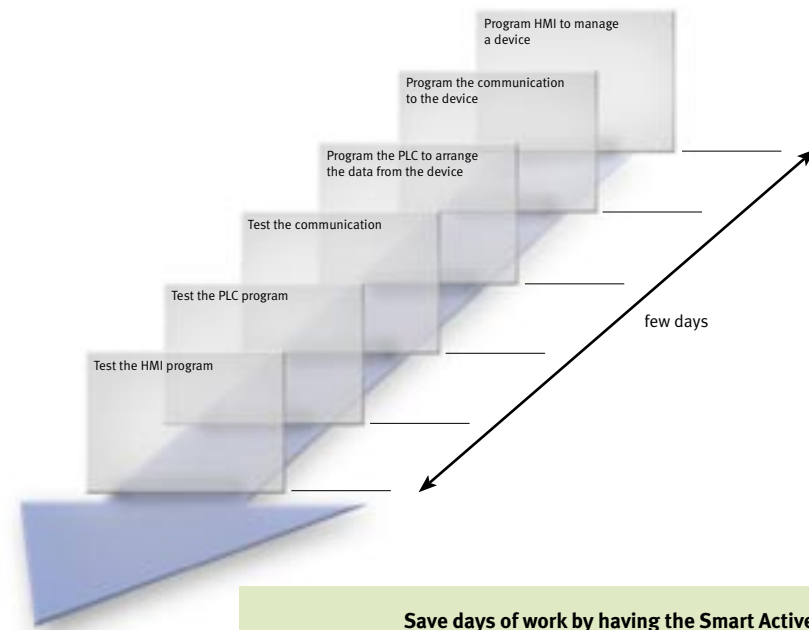 Program HMI to manage
a device
Program the communication
to the device
Program the PLC to arrange
the data from the device
Test the communication
Test the PLC program
Test the HMI program
few days
Save days of work by having the Smart Active